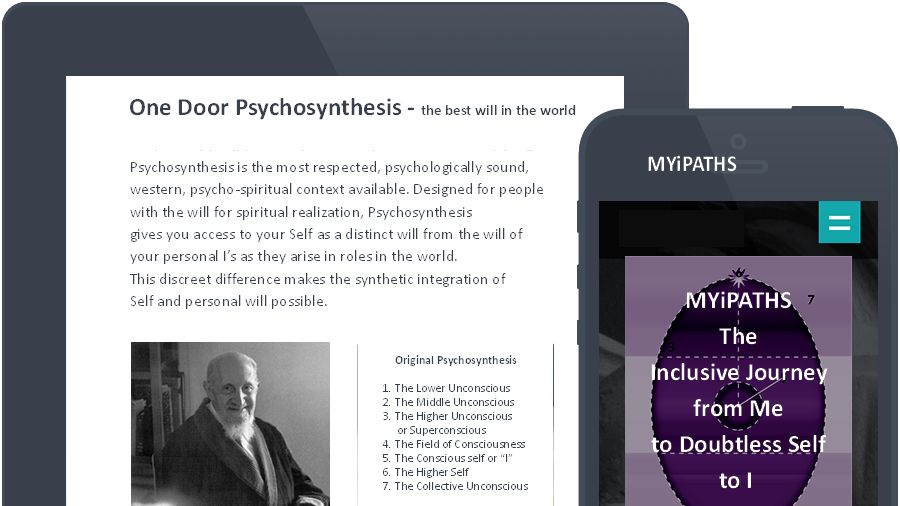 One Door Psychosynthesis - the best will in the world
Psychosynthesis is the most respected, psychologically sound,
western, psycho-spiritual context available. Designed for people
with the will for spiritual realization, Psychosynthesis
gives you access to your Self as a distinct will from the will of
your personal I's as they arise in roles in the world.
This discreet difference makes the synthetic integration of
Self and personal will possible.
Original Psychosynthesis
1. The Lower Unconscious
2. The Middle Unconscious
3. The Higher Unconscious
or Superconscious
4. The Field of Consciousness
5. The Conscious self or “I”
6. The Higher Self
7. The Collective Unconscious
MYiPATHS
6
7
3
MYiPATHS
The
Inclusive Journey
from Me
to Doubtless Self
to I